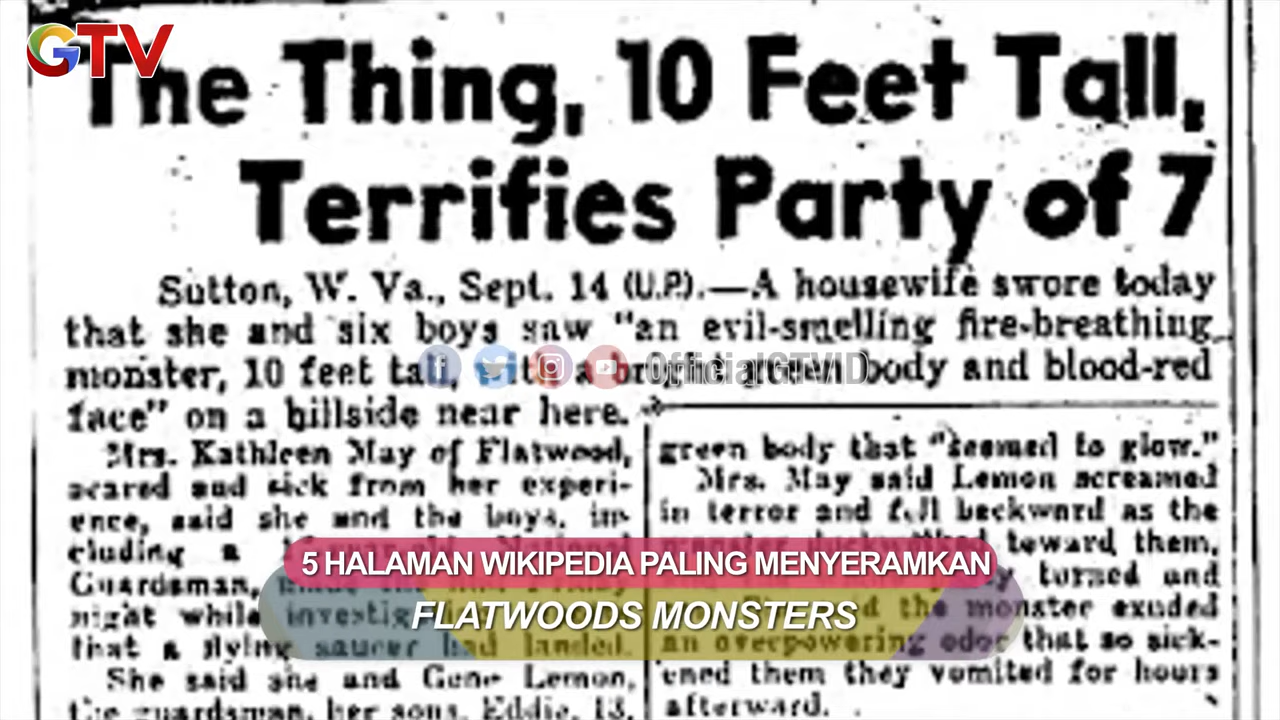 GTV
The Thing, 10 Feet Tall,
Terrifies Party of 7
Sutton, W. Va., Sept. 14 (U.P.).—A housewife swore today
that she and six boys saw "an evil-smelling fire-breathing
monster, 10 feet tall, green body and blood-red
OfficialGTVID
face" on a hillside near here.
Mrs. Kathleen May of Flatwood,
scared and sick from her experi-
ence, said she and the boys, in-
cluding a National
Guardsman,
night while investig
that a flying saucer had landed.
She said she and Gene Lemon,
the guardsman, her sons, Eddie, 13,
green body that "seemed to glow."
Mrs. May said Lemon screamed
in terror and fell backward as the
monster toward them,
turned and
the monster exuded
an overpowering odor that so sick-
ened them they vomited for hours
afterward.
5 HALAMAN WIKIPEDIA PALING MENYERAMKAN
FLATWOODS MONSTERS